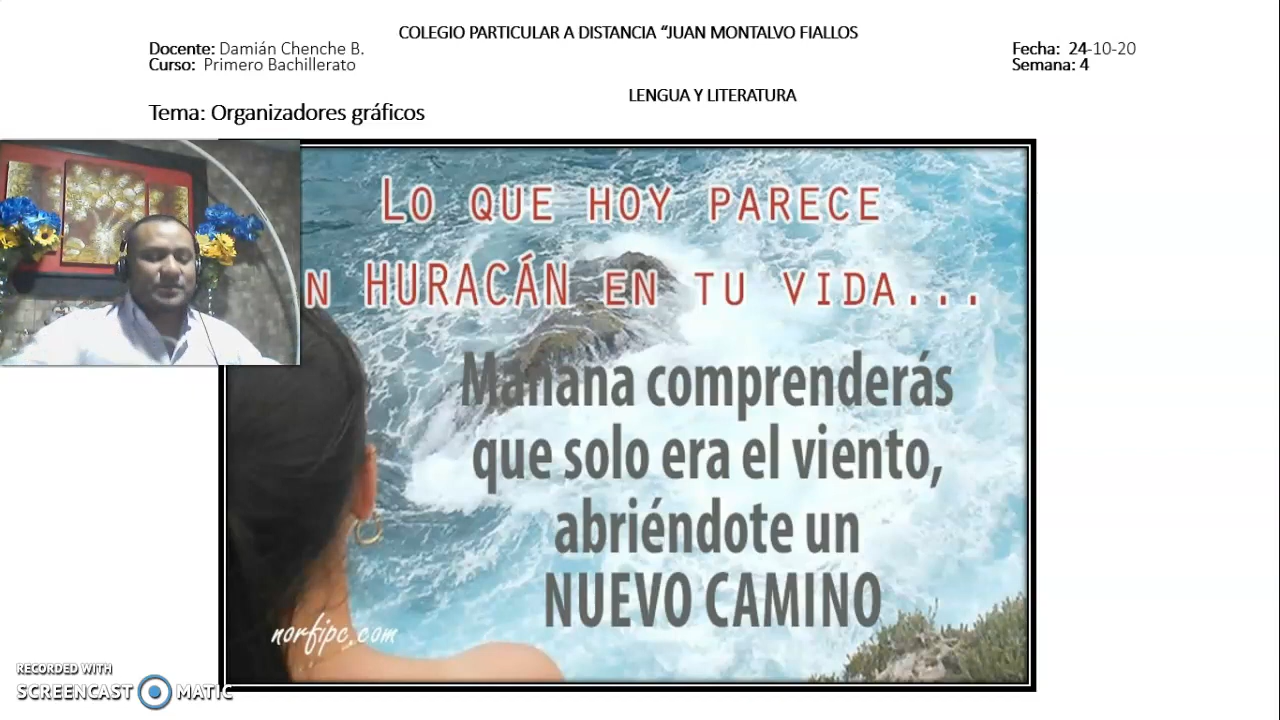 COLEGIO PARTICULAR A DISTANCIA “JUAN MONTALVO FIALLOS
Docente: Damián Chenche B.
Fecha: 24-10-20
Curso: Primero Bachillerato
Semana: 4
LENGUA Y LITERATURA
Tema: Organizadores gráficos
LO QUE HOY PARECE
N HURACÁN EN TU VIDA...
Mañana comprenderás
que solo era el viento,
abriéndote un
NUEVO CAMINO
norfipc.com
RECORDED WITH
SCREENCAST MATIC